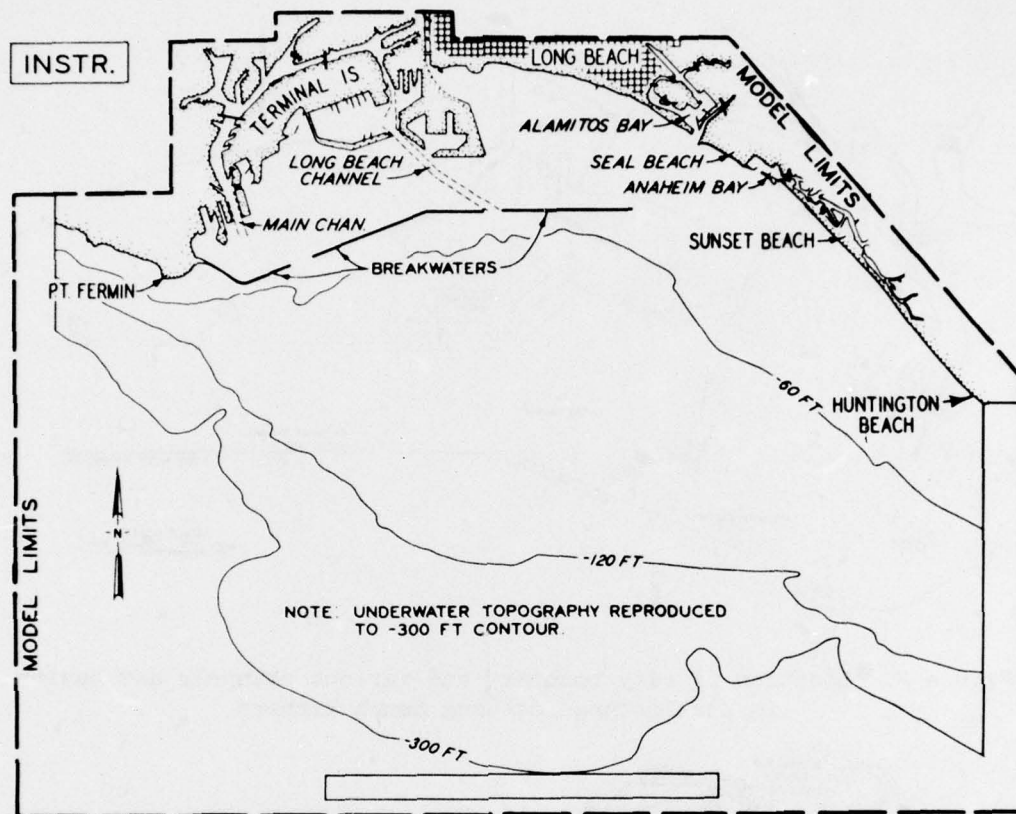 INSTR.
TERMINAL IS
LONG BEACH
MODEL LIMITS
ALAMITOS BAY
LONG BEACH
CHANNEL
SEAL BEACH
ANAHEIM BAY
MAIN CHAN.
SUNSET BEACH
BREAKWATERS
PT. FERMIN
-60 FT
HUNTINGTON
BEACH
MODEL LIMITS
N
-120 FT
NOTE: UNDERWATER TOPOGRAPHY REPRODUCED
TO -300 FT CONTOUR.
-300 FT